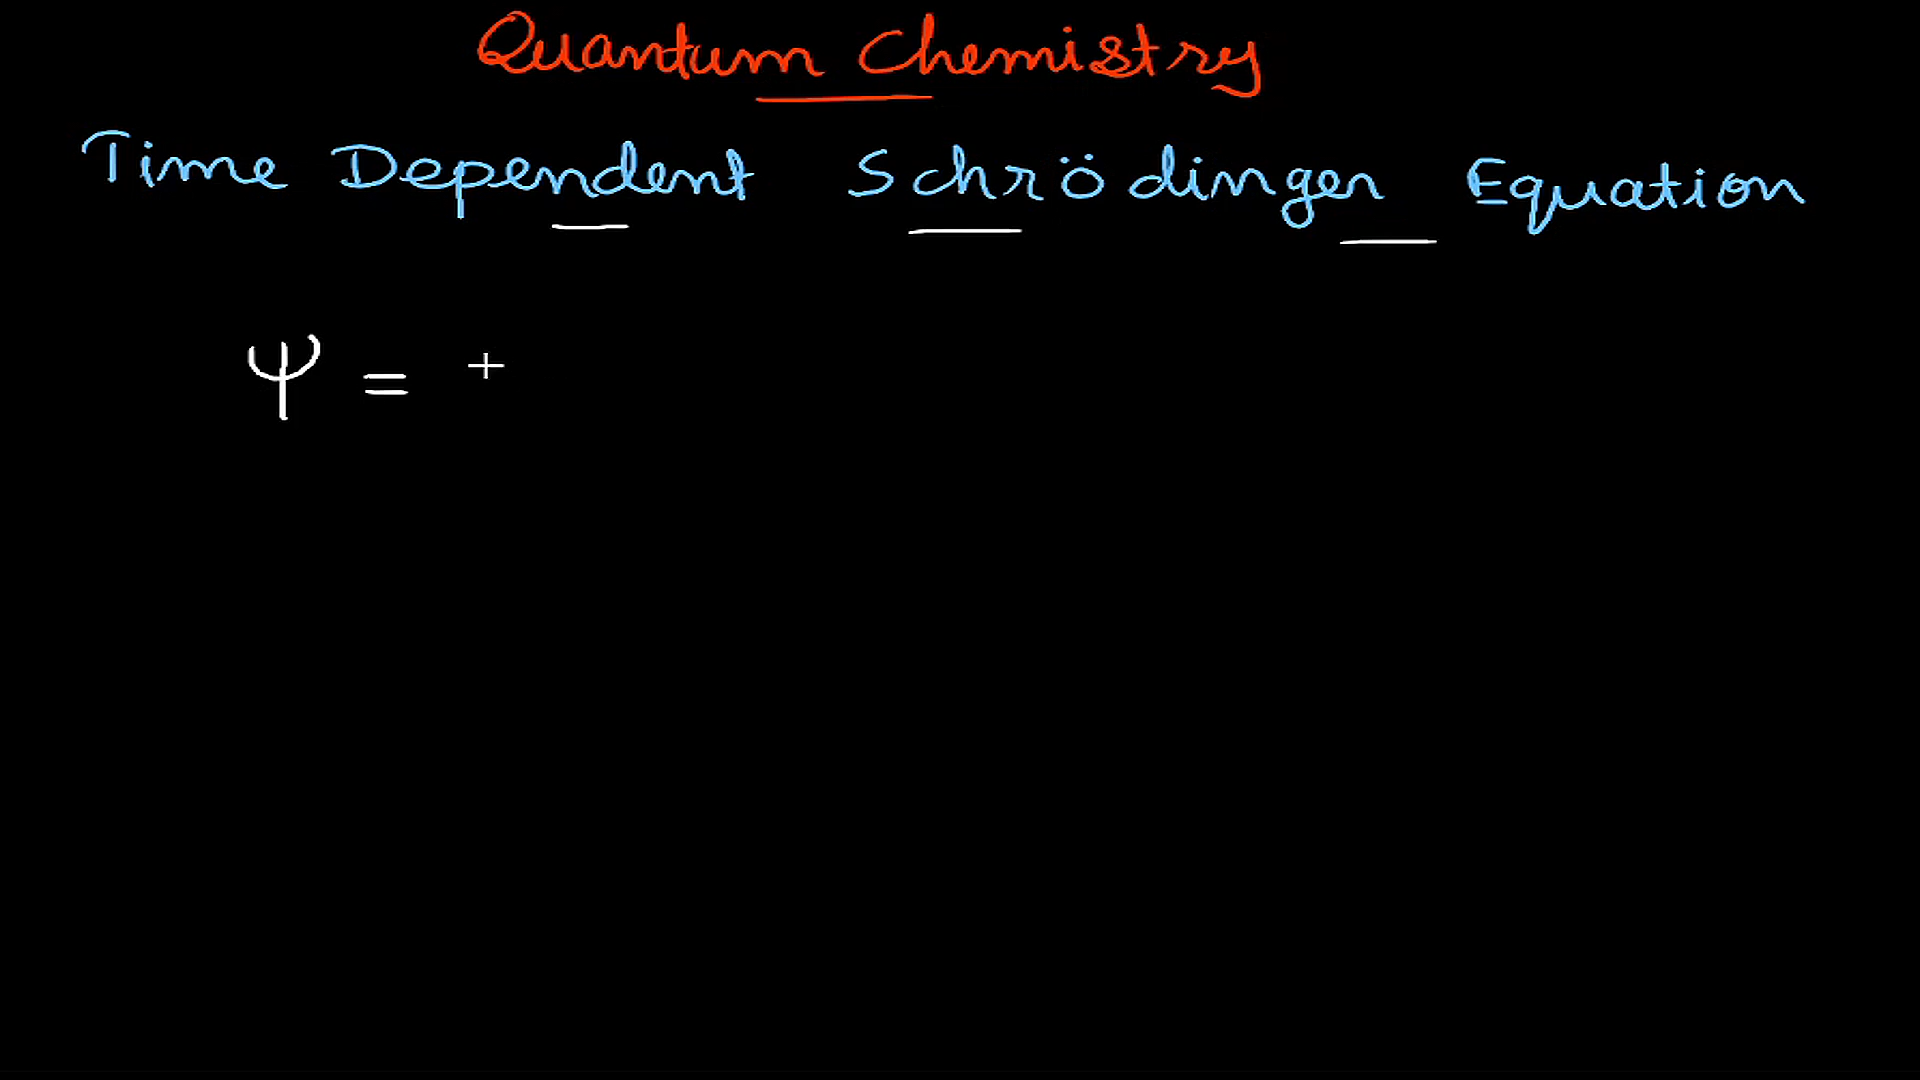 Quantum Chemistry
Time Dependent Schrödinger Equation
Ψ = +